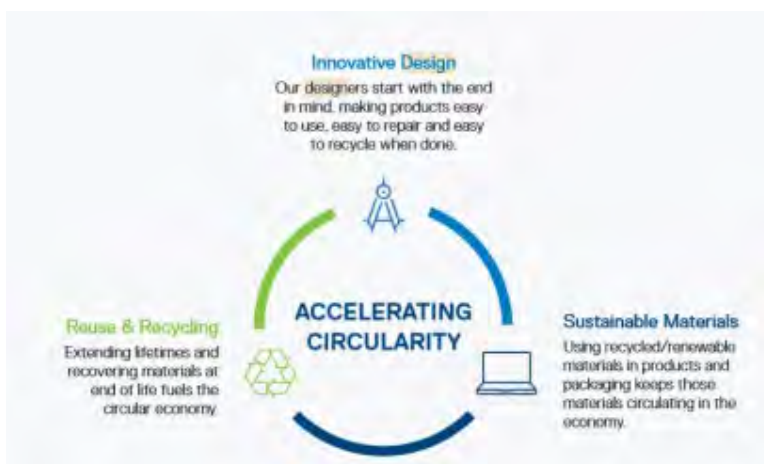 Innovative Design
Our designers start with the end
in mind, making products easy
to use, easy to repair and easy
to recycle when done.
ACCELERATING
CIRCULARITY
Reuse & Recycling
Extending lifetimes and
recovering materials at
end of life fuels the
circular economy.
Sustainable Materials
Using recycled/renewable
materials in products and
packaging keeps those
materials circulating in the
economy.